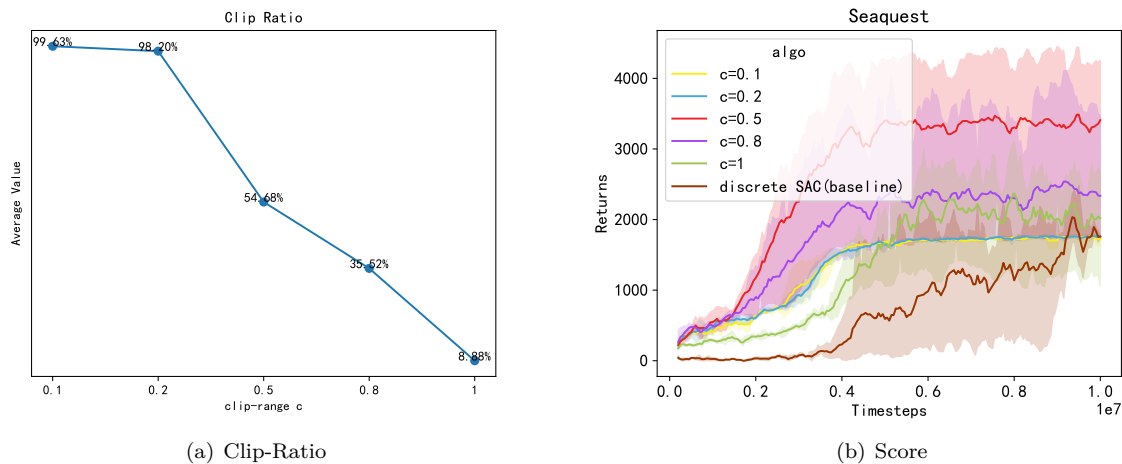 Clip Ratio
99.63%
98.20%
54.68%
35.52%
8.88%
Average Value
0.1 0.2 0.5 0.8 1
clip-range c
(a) Clip-Ratio
Seaquest
algo
c=0.1
c=0.2
c=0.5
c=0.8
c=1
discrete SAC(baseline)
Returns
4000
3000
2000
1000
0
0.0 0.2 0.4 0.6 0.8 1.0
1e7
Timesteps
(b) Score